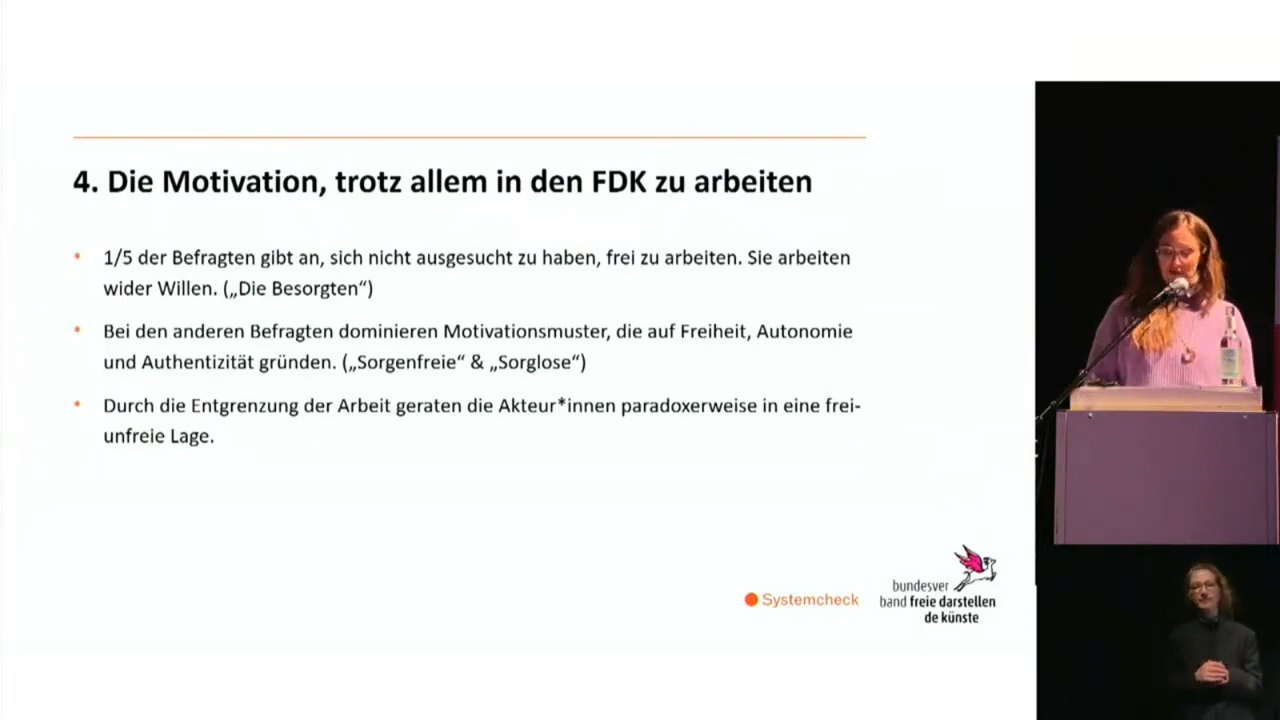 4. Die Motivation, trotz allem in den FDK zu arbeiten
• 1/5 der Befragten gibt an, sich nicht ausgesucht zu haben, frei zu arbeiten. Sie arbeiten
wider Willen. („Die Besorgten“)
• Bei den anderen Befragten dominieren Motivationsmuster, die auf Freiheit, Autonomie
und Authentizität gründen. („Sorgenfreie“ & „Sorglose“)
• Durch die Entgrenzung der Arbeit geraten die Akteur*innen paradoxerweise in eine frei-
unfreie Lage.
Systemcheck
bundesver
band freie darstellen
de künste